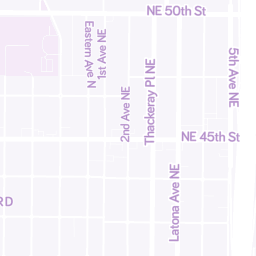 NE 50th St
Eastern Ave N
1st Ave NE
5th Ave NE
2nd Ave NE
Thackeray Pl NE
NE 45th St
Latona Ave NE
RD